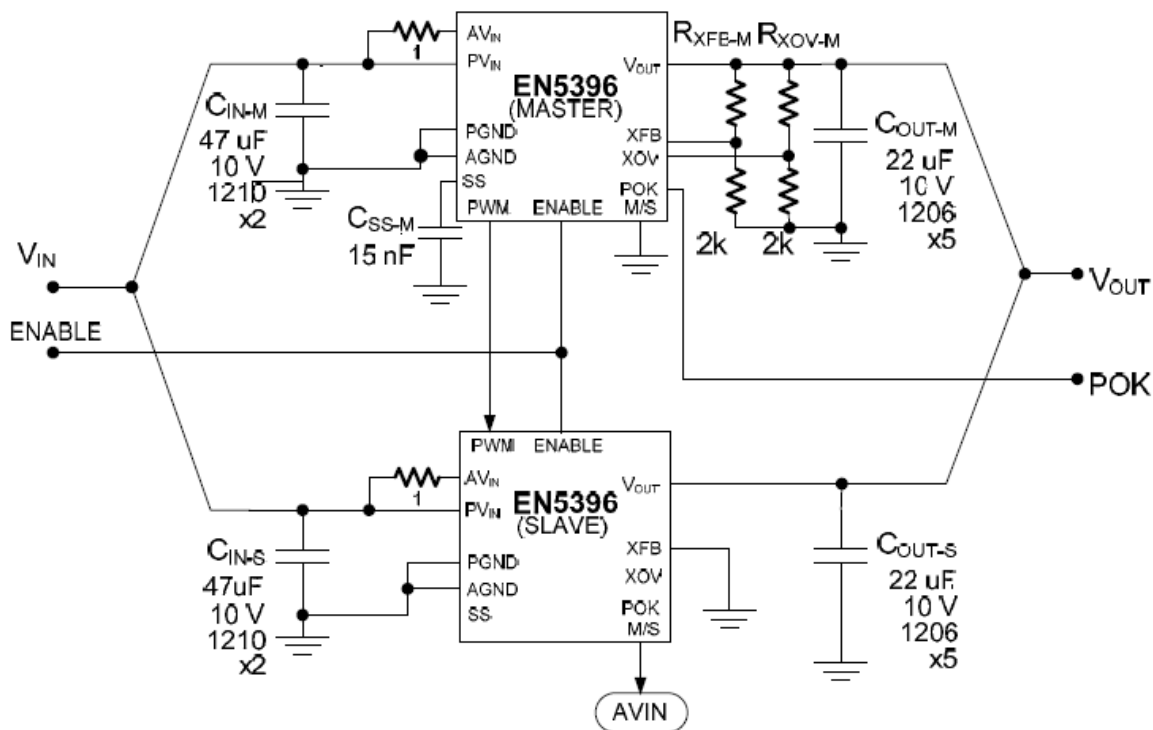 AVIN
PVIN
1
EN5396
(MASTER)
PGND
AGND
SS
PWM
ENABLE
VOUT
XFB
XOV
POK
M/S
RXFB-M
RXOV-M
2k
2k
CIN-M
47 uF
10 V
1210
x2
CSS-M
15 nF
COUT-M
22 uF
10 V
1206
x5
VIN
ENABLE
VOUT
POK
PWM
ENABLE
AVIN
PVIN
1
EN5396
(SLAVE)
PGND
AGND
SS
VOUT
XFB
XOV
POK
M/S
CIN-S
47uF
10 V
1210
x2
COUT-S
22 uF
10 V
1206
x5
AVIN